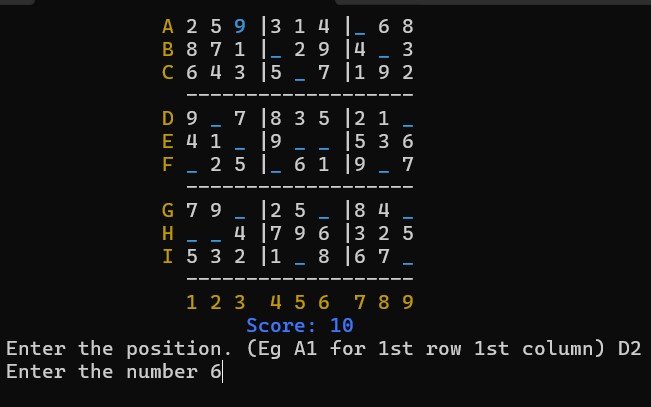 A 2 5 9 |3 1 4 |_ 6 8
B 8 7 1 |_ 2 9 |4 _ 3
C 6 4 3 |5 _ 7 |1 9 2
-------------------
D 9 _ 7 |8 3 5 |2 1 _
E 4 1 _ |9 _ _ |5 3 6
F _ 2 5 |_ 6 1 |9 _ 7
-------------------
G 7 9 _ |2 5 _ |8 4 _
H _ _ 4 |7 9 6 |3 2 5
I 5 3 2 |1 _ 8 |6 7 _
-------------------
1 2 3 4 5 6 7 8 9
Score: 10
Enter the position. (Eg A1 for 1st row 1st column) D2
Enter the number 6